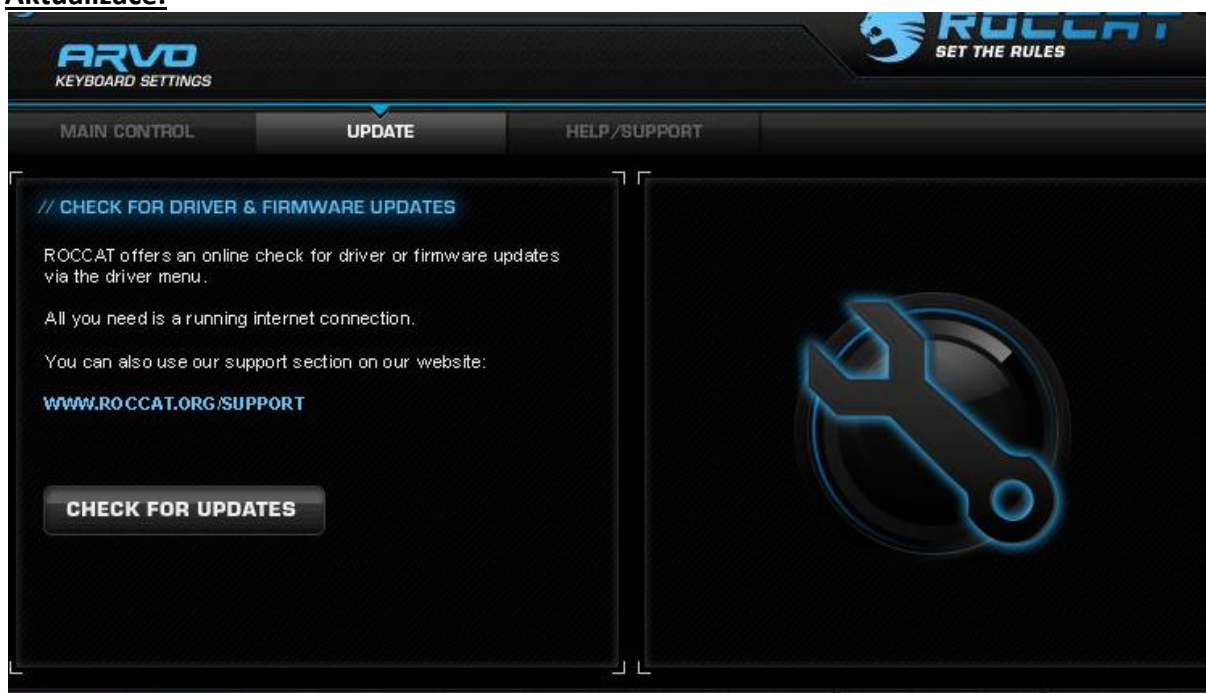 Aktualizace:
ROCCAT
SET THE RULES
ARVO
KEYBOARD SETTINGS
MAIN CONTROL
UPDATE
HELP/SUPPORT
// CHECK FOR DRIVER & FIRMWARE UPDATES
ROCCAT offers an online check for driver or firmware updates
via the driver menu.
All you need is a running internet connection.
You can also use our support section on our website:
WWW.ROCCAT.ORG/SUPPORT
CHECK FOR UPDATES